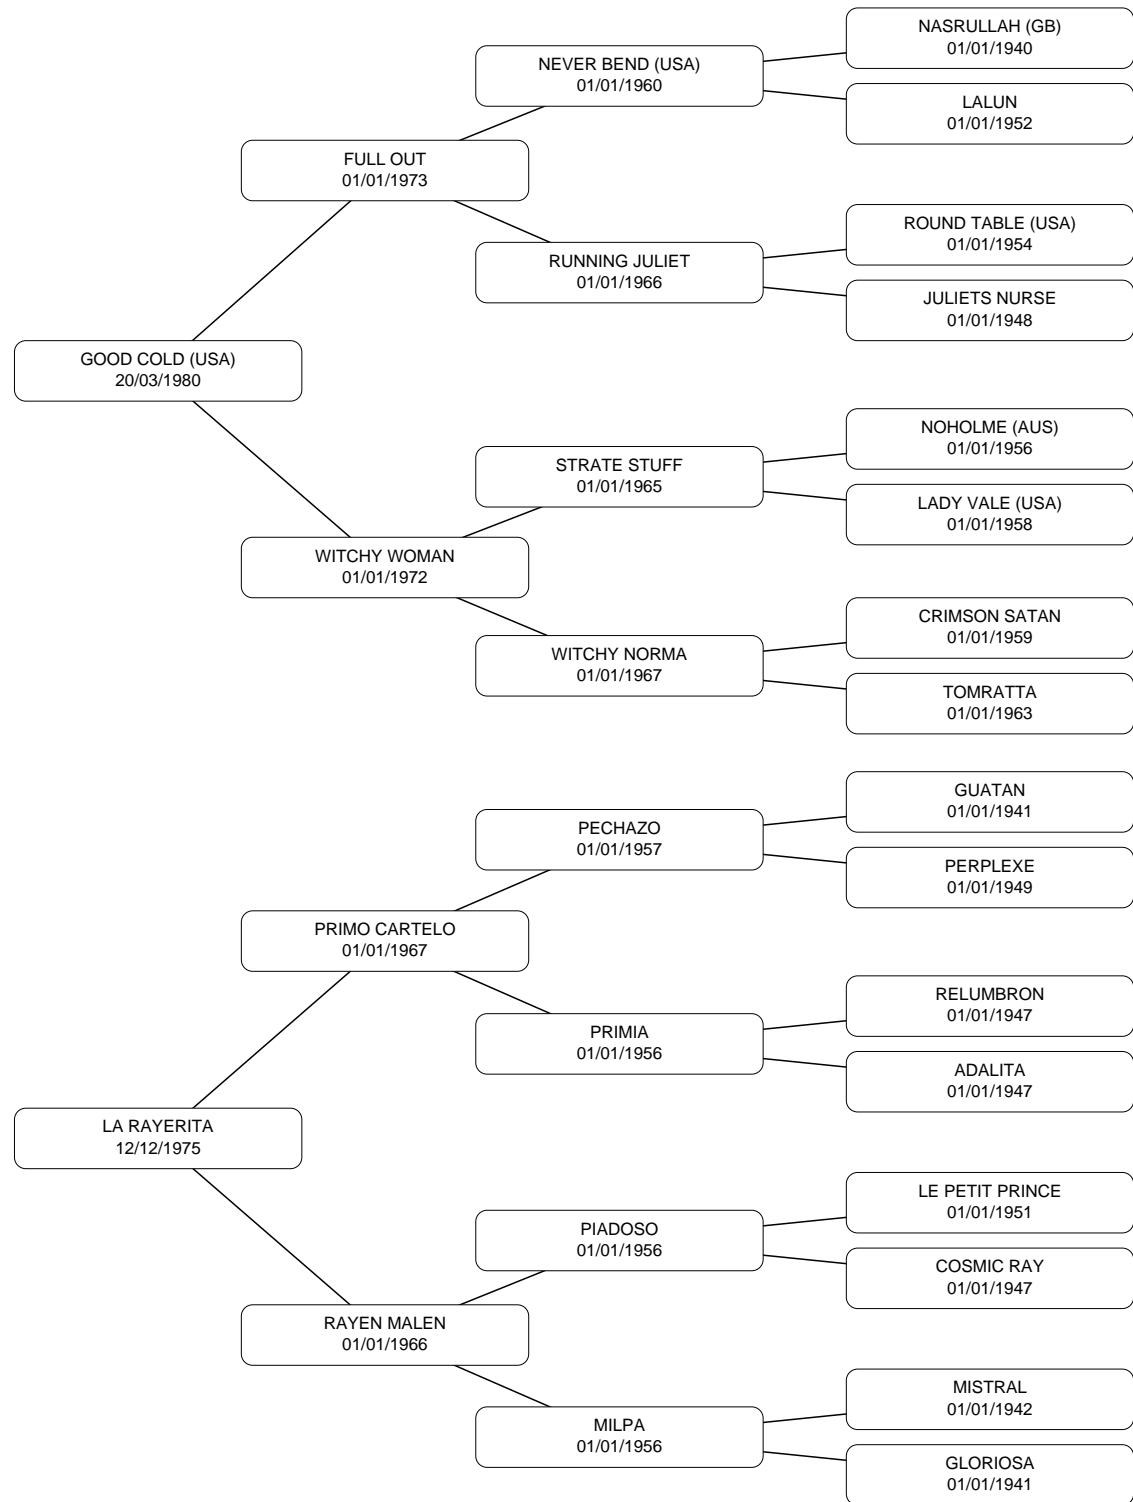 NASRULLAH (GB)
01/01/1940
NEVER BEND (USA)
01/01/1960
LALUN
01/01/1952
FULL OUT
01/01/1973
ROUND TABLE (USA)
01/01/1954
RUNNING JULIET
01/01/1966
JULIETS NURSE
01/01/1948
GOOD COLD (USA)
20/03/1980
NOHOLME (AUS)
01/01/1956
STRATE STUFF
01/01/1965
LADY VALE (USA)
01/01/1958
WITCHY WOMAN
01/01/1972
CRIMSON SATAN
01/01/1959
WITCHY NORMA
01/01/1967
TOMRATTA
01/01/1963
GUATAN
01/01/1941
PECHAZO
01/01/1957
PERPLEXE
01/01/1949
PRIMO CARTELO
01/01/1967
RELUMBRON
01/01/1947
PRIMIA
01/01/1956
ADALITA
01/01/1947
LA RAYERITA
12/12/1975
LE PETIT PRINCE
01/01/1951
PIADOSO
01/01/1956
COSMIC RAY
01/01/1947
RAYEN MALEN
01/01/1966
MISTRAL
01/01/1942
MILPA
01/01/1956
GLORIOSA
01/01/1941